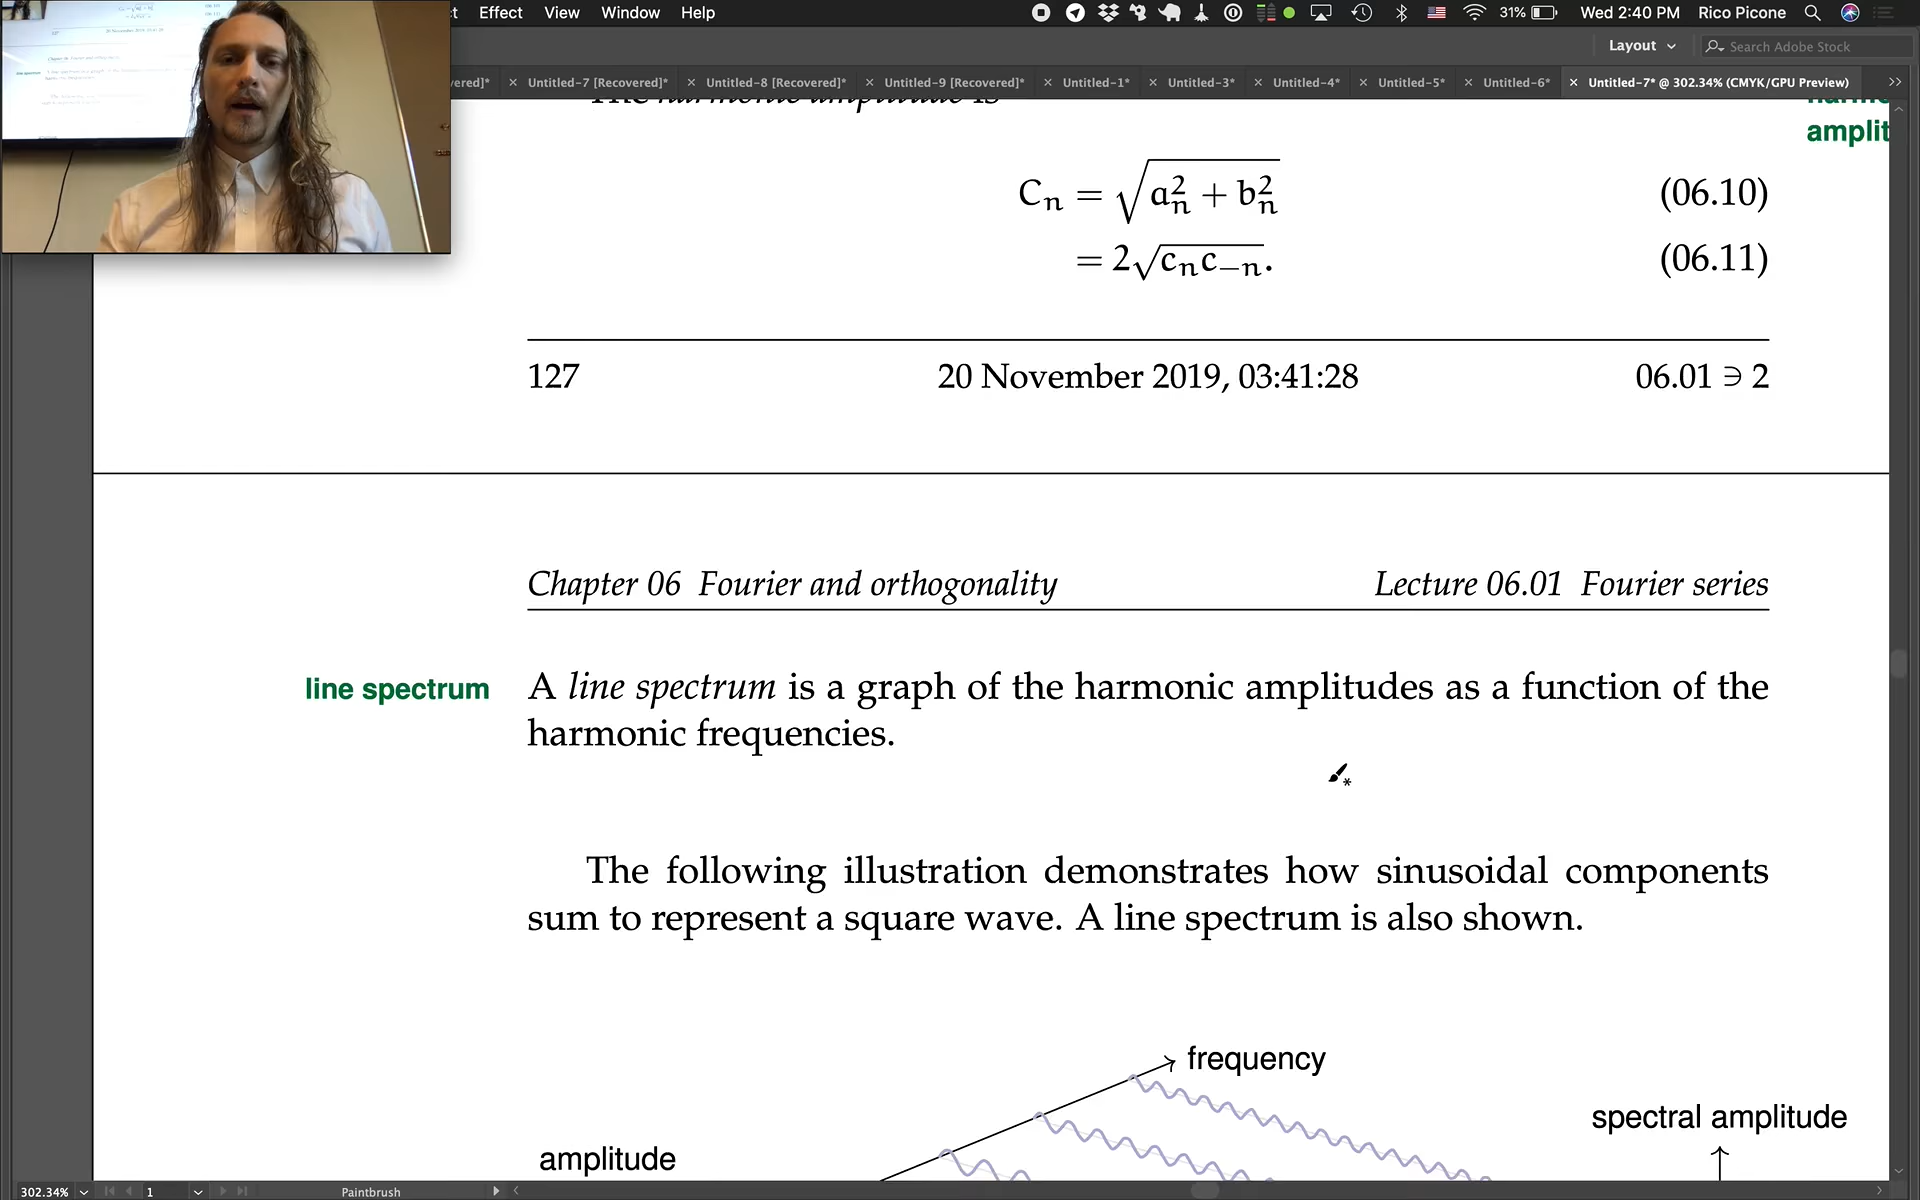 Effect View Window Help 31% Wed 2:40 PM Rico Picone
Layout Search Adobe Stock
vered]* × Untitled-7 [Recovered]* × Untitled-8 [Recovered]* × Untitled-9 [Recovered]* × Untitled-1* × Untitled-3* × Untitled-4* × Untitled-5* × Untitled-6* × Untitled-7* @ 302.34% (CMYK/GPU Preview) >>
The harmonic amplitude is
amplit
Cₙ = √(aₙ² + bₙ²) (06.10)
= 2√(cₙc₋ₙ). (06.11)
127 20 November 2019, 03:41:28 06.01 ∋ 2
Chapter 06 Fourier and orthogonality Lecture 06.01 Fourier series
line spectrum A line spectrum is a graph of the harmonic amplitudes as a function of the
harmonic frequencies.
The following illustration demonstrates how sinusoidal components
sum to represent a square wave. A line spectrum is also shown.
frequency
spectral amplitude
amplitude
302.34% 1 Paintbrush